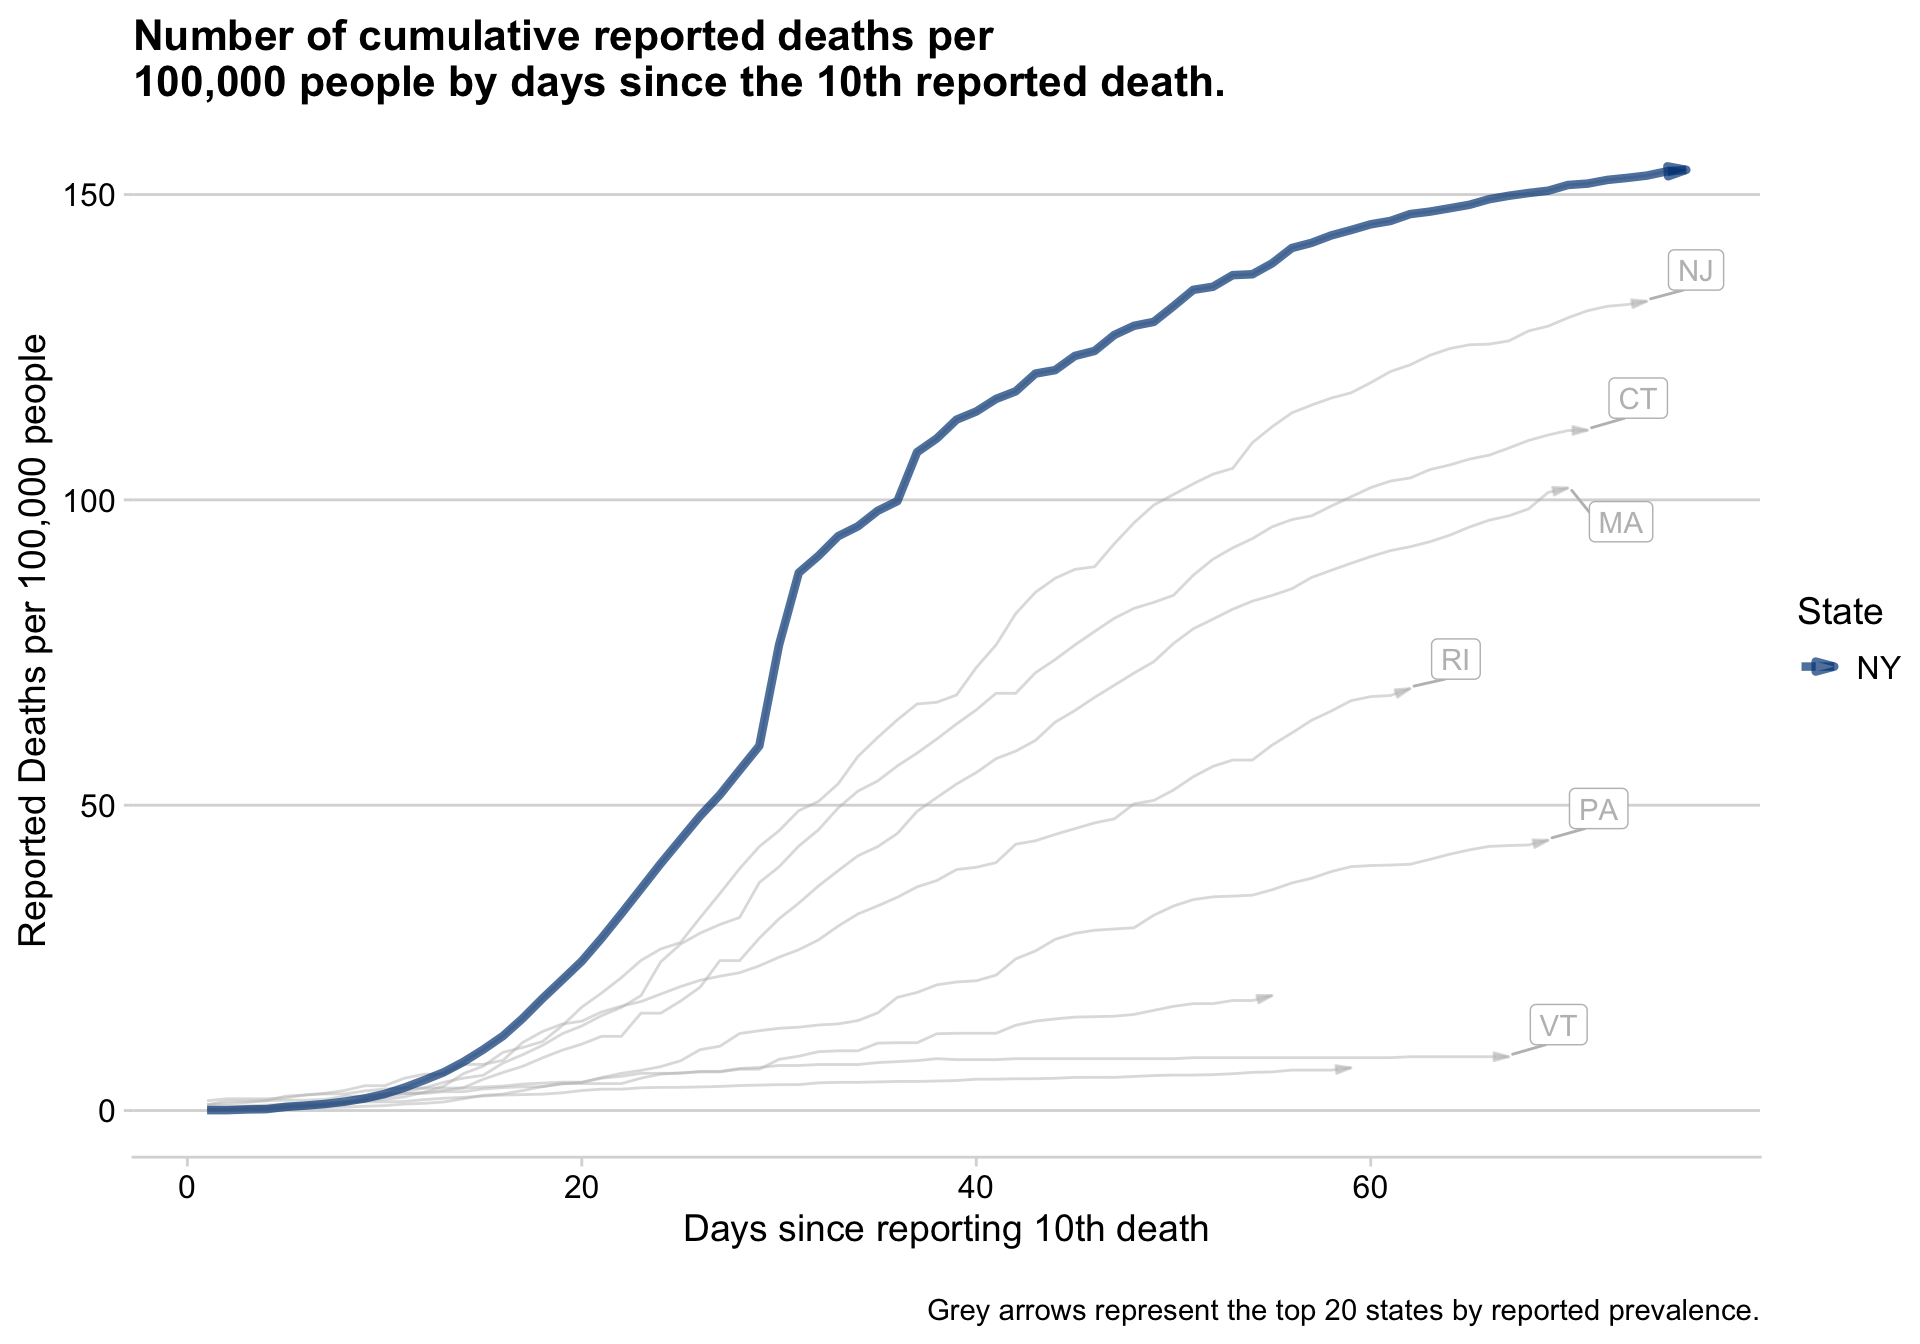 Number of cumulative reported deaths per
100,000 people by days since the 10th reported death.
Reported Deaths per 100,000 people
150
100
50
0
NJ
CT
MA
RI
PA
VT
State
NY
0 20 40 60
Days since reporting 10th death
Grey arrows represent the top 20 states by reported prevalence.